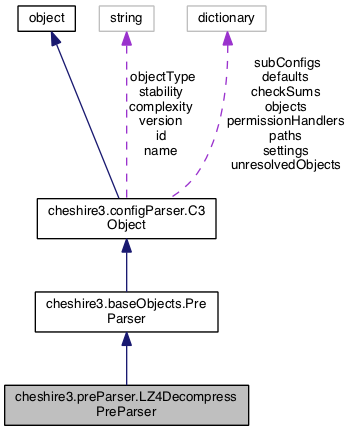 object
string
dictionary
objectType
stability
complexity
version
id
name
subConfigs
defaults
checkSums
objects
permissionHandlers
paths
settings
unresolvedObjects
cheshire3.configParser.C3
Object
cheshire3.baseObjects.Pre
Parser
cheshire3.preParser.LZ4Decompress
PreParser